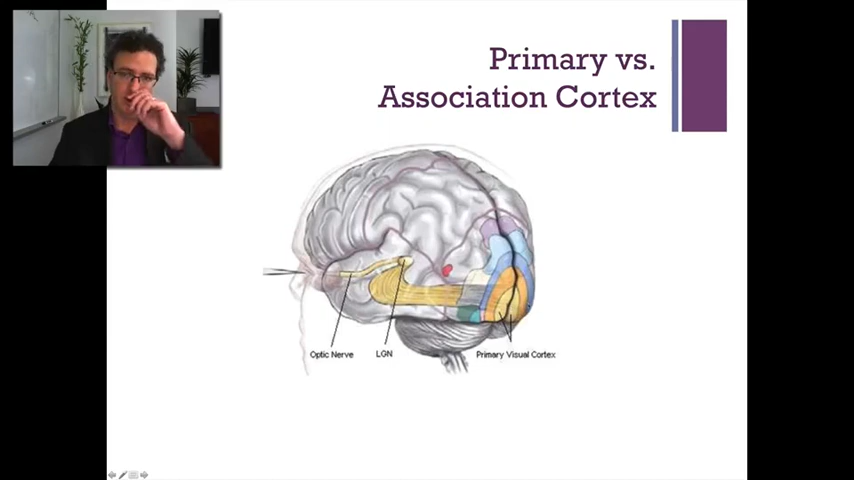 Primary vs.
Association Cortex
Optic Nerve
LGN
Primary Visual Cortex